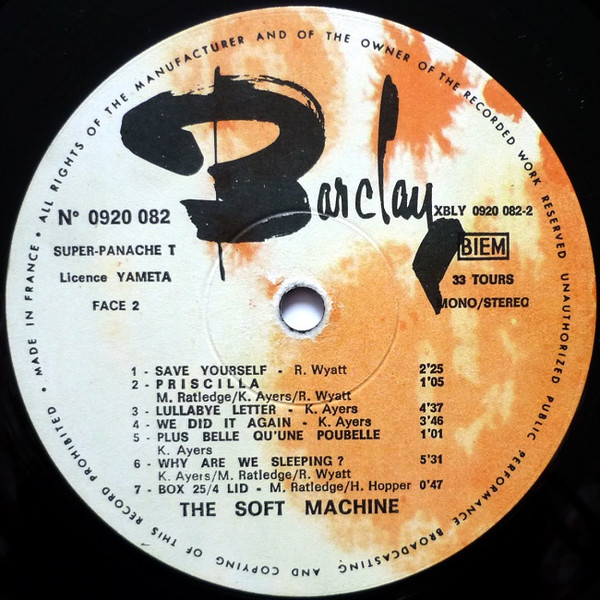 • MADE IN FRANCE • ALL RIGHTS OF THE MANUFACTURER AND OF THE OWNER OF THE RECORDED WORK RESERVED UNAUTHORIZED PUBLIC PERFORMANCE BROADCASTING AND COPYING OF THIS RECORD PROHIBITED
Barclay
N° 0920 082
XBLY 0920 082-2
SUPER-PANACHE T
BIEM
Licence YAMETA
33 TOURS
FACE 2
MONO/STEREO
1 - SAVE YOURSELF - R. Wyatt 2'25
2 - PRISCILLA 1'05
M. Ratledge/K. Ayers/R. Wyatt
3 - LULLABYE LETTER - K. Ayers 4'37
4 - WE DID IT AGAIN - K. Ayers 3'46
5 - PLUS BELLE QU'UNE POUBELLE 1'01
K. Ayers
6 - WHY ARE WE SLEEPING ? 5'31
K. Ayers/M. Ratledge/R. Wyatt
7 - BOX 25/4 LID - M. Ratledge/H. Hopper 0'47
THE SOFT MACHINE